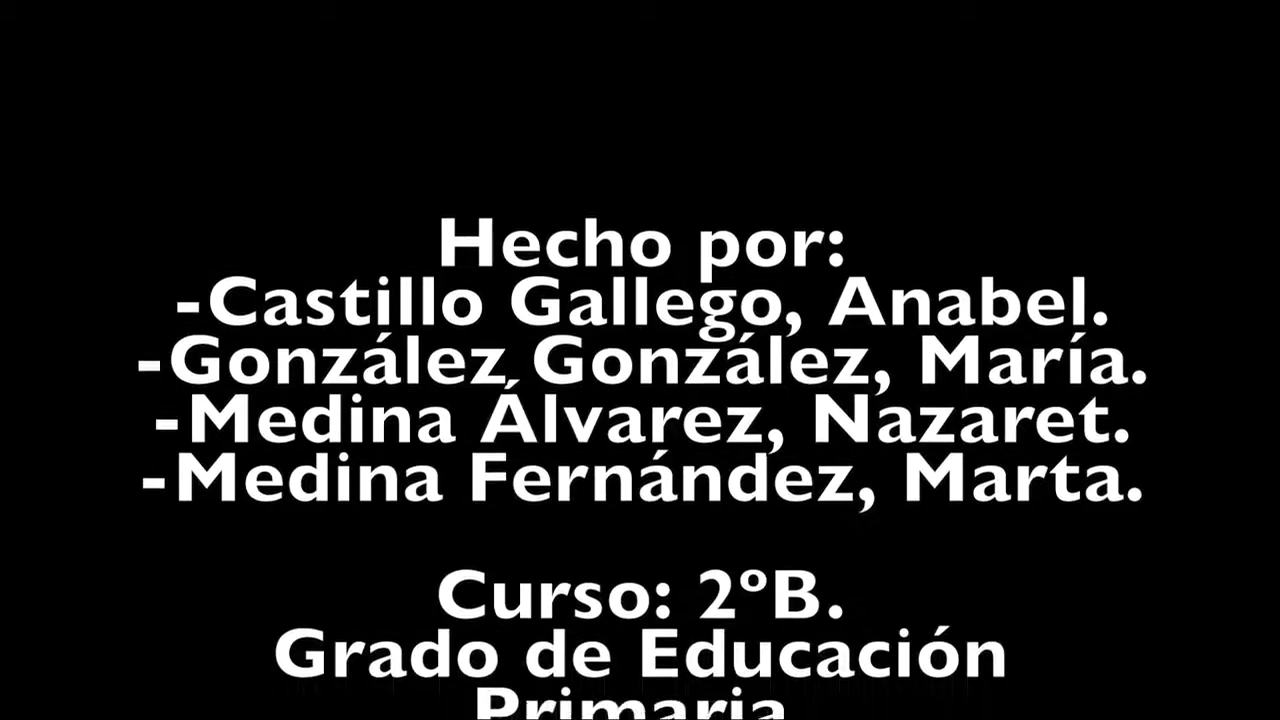 Hecho por:
-Castillo Gallego, Anabel.
-González González, María.
-Medina Álvarez, Nazaret.
-Medina Fernández, Marta.
Curso: 2ºB.
Grado de Educación
Primaria